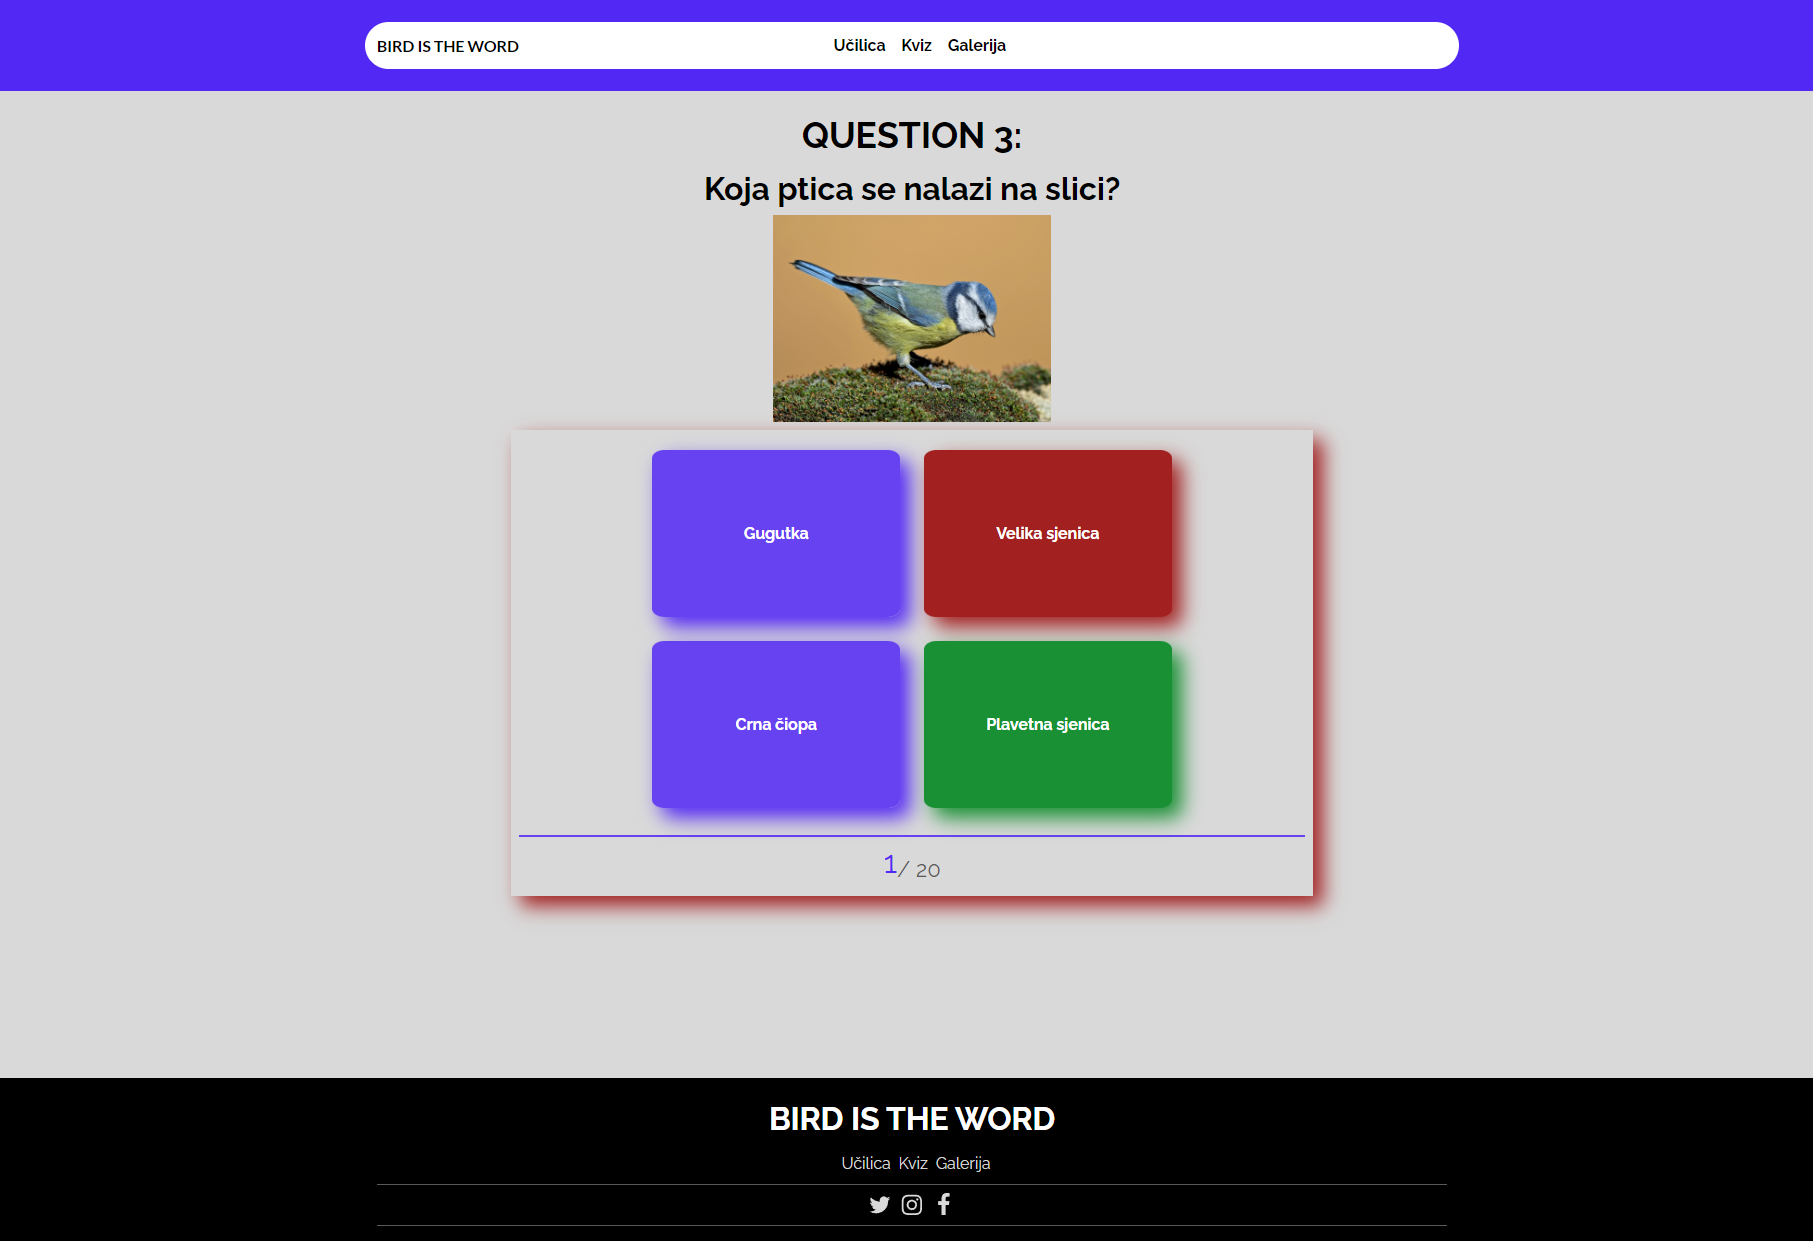 BIRD IS THE WORD
Učilica Kviz Galerija
QUESTION 3:
Koja ptica se nalazi na slici?
Gugutka
Velika sjenica
Crna čiopa
Plavetna sjenica
1/ 20
BIRD IS THE WORD
Učilica Kviz Galerija